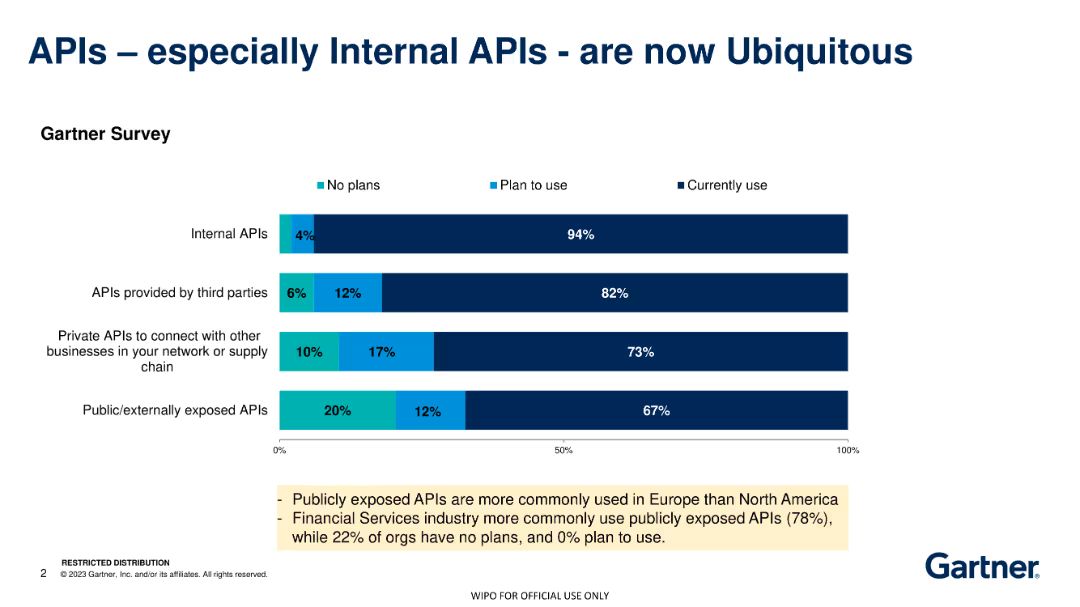 APIs – especially Internal APIs - are now Ubiquitous
Gartner Survey
No plans
Plan to use
Currently use
Internal APIs
4%
94%
APIs provided by third parties
6%
12%
82%
Private APIs to connect with other
businesses in your network or supply
chain
10%
17%
73%
Public/externally exposed APIs
20%
12%
67%
0%
50%
100%
- Publicly exposed APIs are more commonly used in Europe than North America
- Financial Services industry more commonly use publicly exposed APIs (78%),
while 22% of orgs have no plans, and 0% plan to use.
RESTRICTED DISTRIBUTION
2 © 2023 Gartner, Inc. and/or its affiliates. All rights reserved.
Gartner®
WIPO FOR OFFICIAL USE ONLY